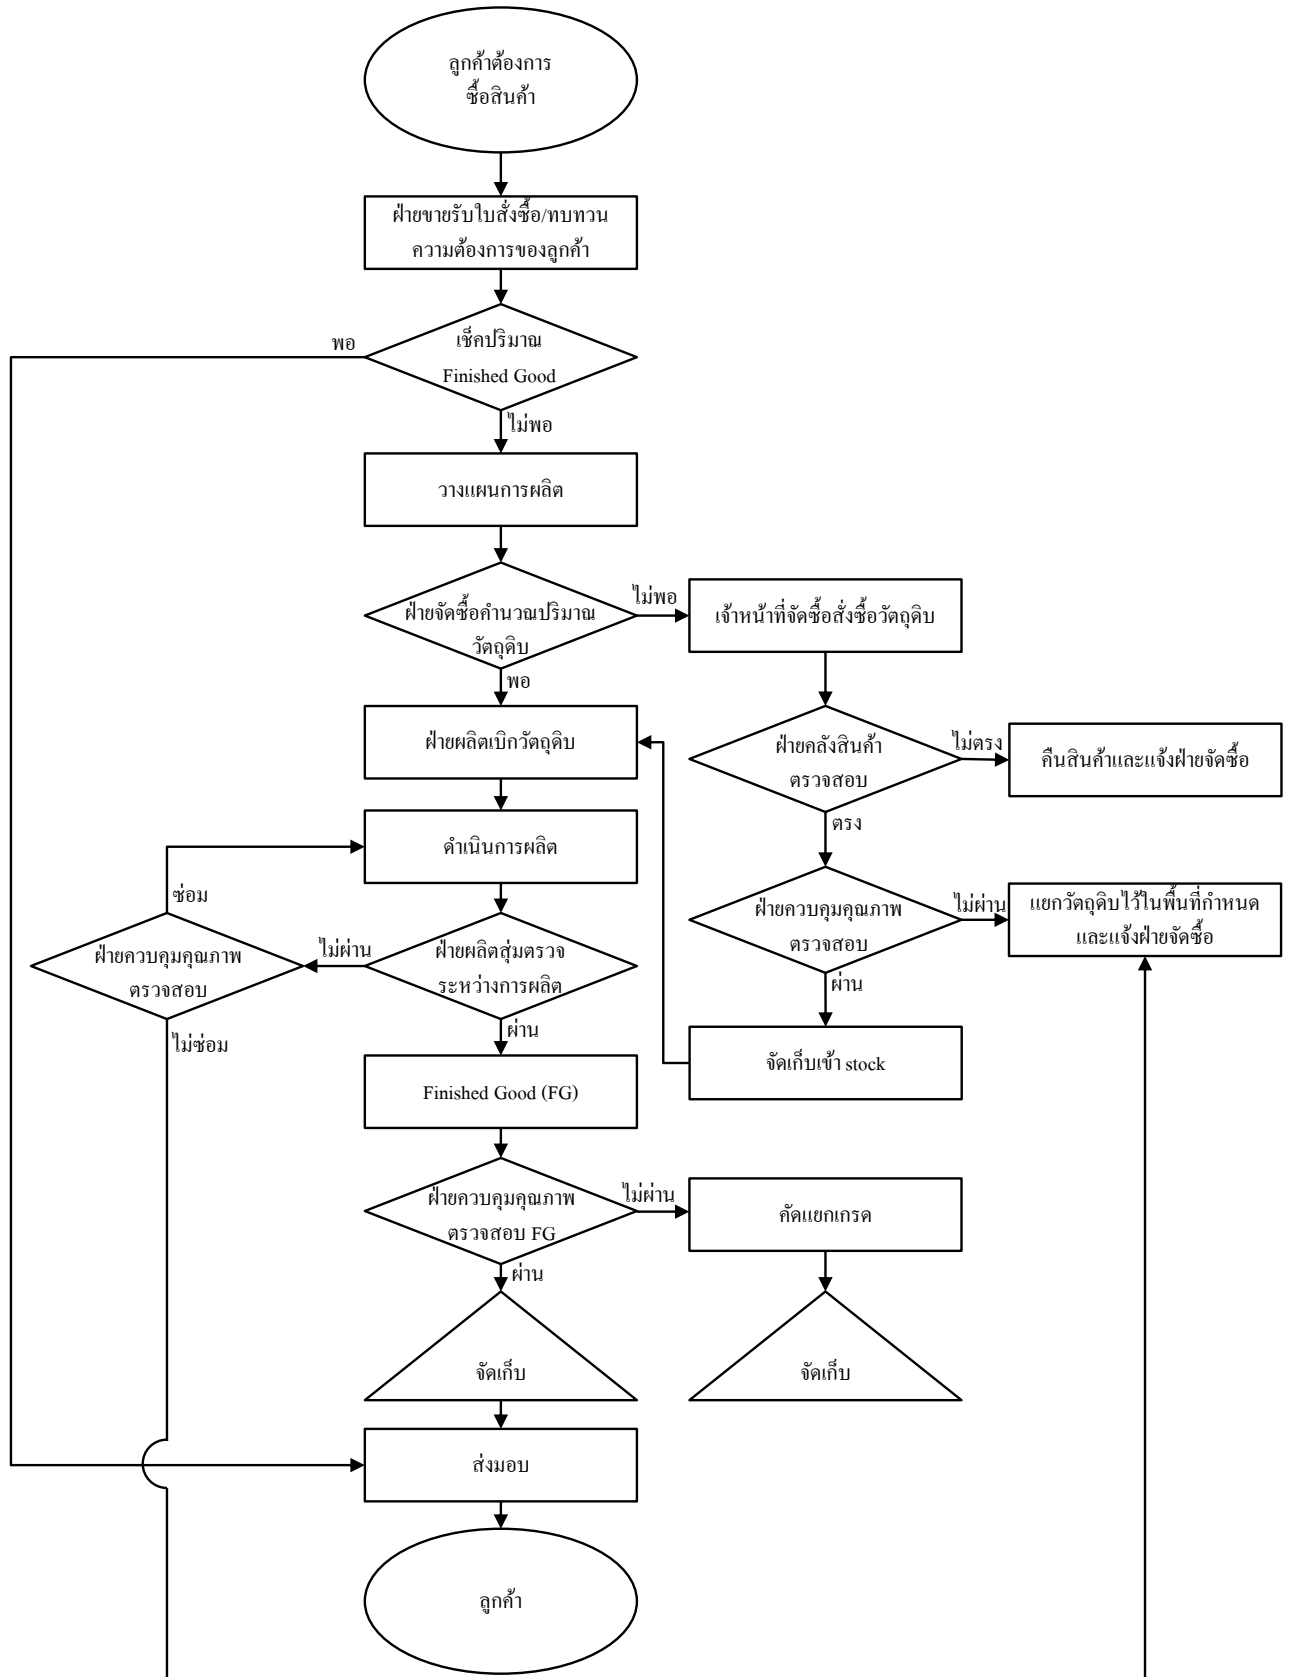 ลูกค้าต้องการ
ซื้อสินค้า
ฝ่ายขายรับใบสั่งซื้อ/ทบทวน
ความต้องการของลูกค้า
พอ
เช็คปริมาณ
Finished Good
ไม่พอ
วางแผนการผลิต
ไม่พอ
ฝ่ายจัดซื้อคำนวณปริมาณ
วัตถุดิบ
เจ้าหน้าที่จัดซื้อสั่งซื้อวัตถุดิบ
พอ
ฝ่ายผลิตเบิกวัตถุดิบ
ฝ่ายคลังสินค้า
ตรวจสอบ
ไม่ตรง
คืนสินค้าและแจ้งฝ่ายจัดซื้อ
ตรง
ดำเนินการผลิต
ซ่อม
ฝ่ายควบคุมคุณภาพ
ตรวจสอบ
ไม่ผ่าน
แยกวัตถุดิบไว้ในพื้นที่กำหนด
และแจ้งฝ่ายจัดซื้อ
ฝ่ายควบคุมคุณภาพ
ตรวจสอบ
ไม่ผ่าน
ฝ่ายผลิตสุ่มตรวจ
ระหว่างการผลิต
ผ่าน
ไม่ซ่อม
ผ่าน
จัดเก็บเข้า stock
Finished Good (FG)
ฝ่ายควบคุมคุณภาพ
ตรวจสอบ FG
ไม่ผ่าน
คัดแยกเกรด
ผ่าน
จัดเก็บ
จัดเก็บ
ส่งมอบ
ลูกค้า